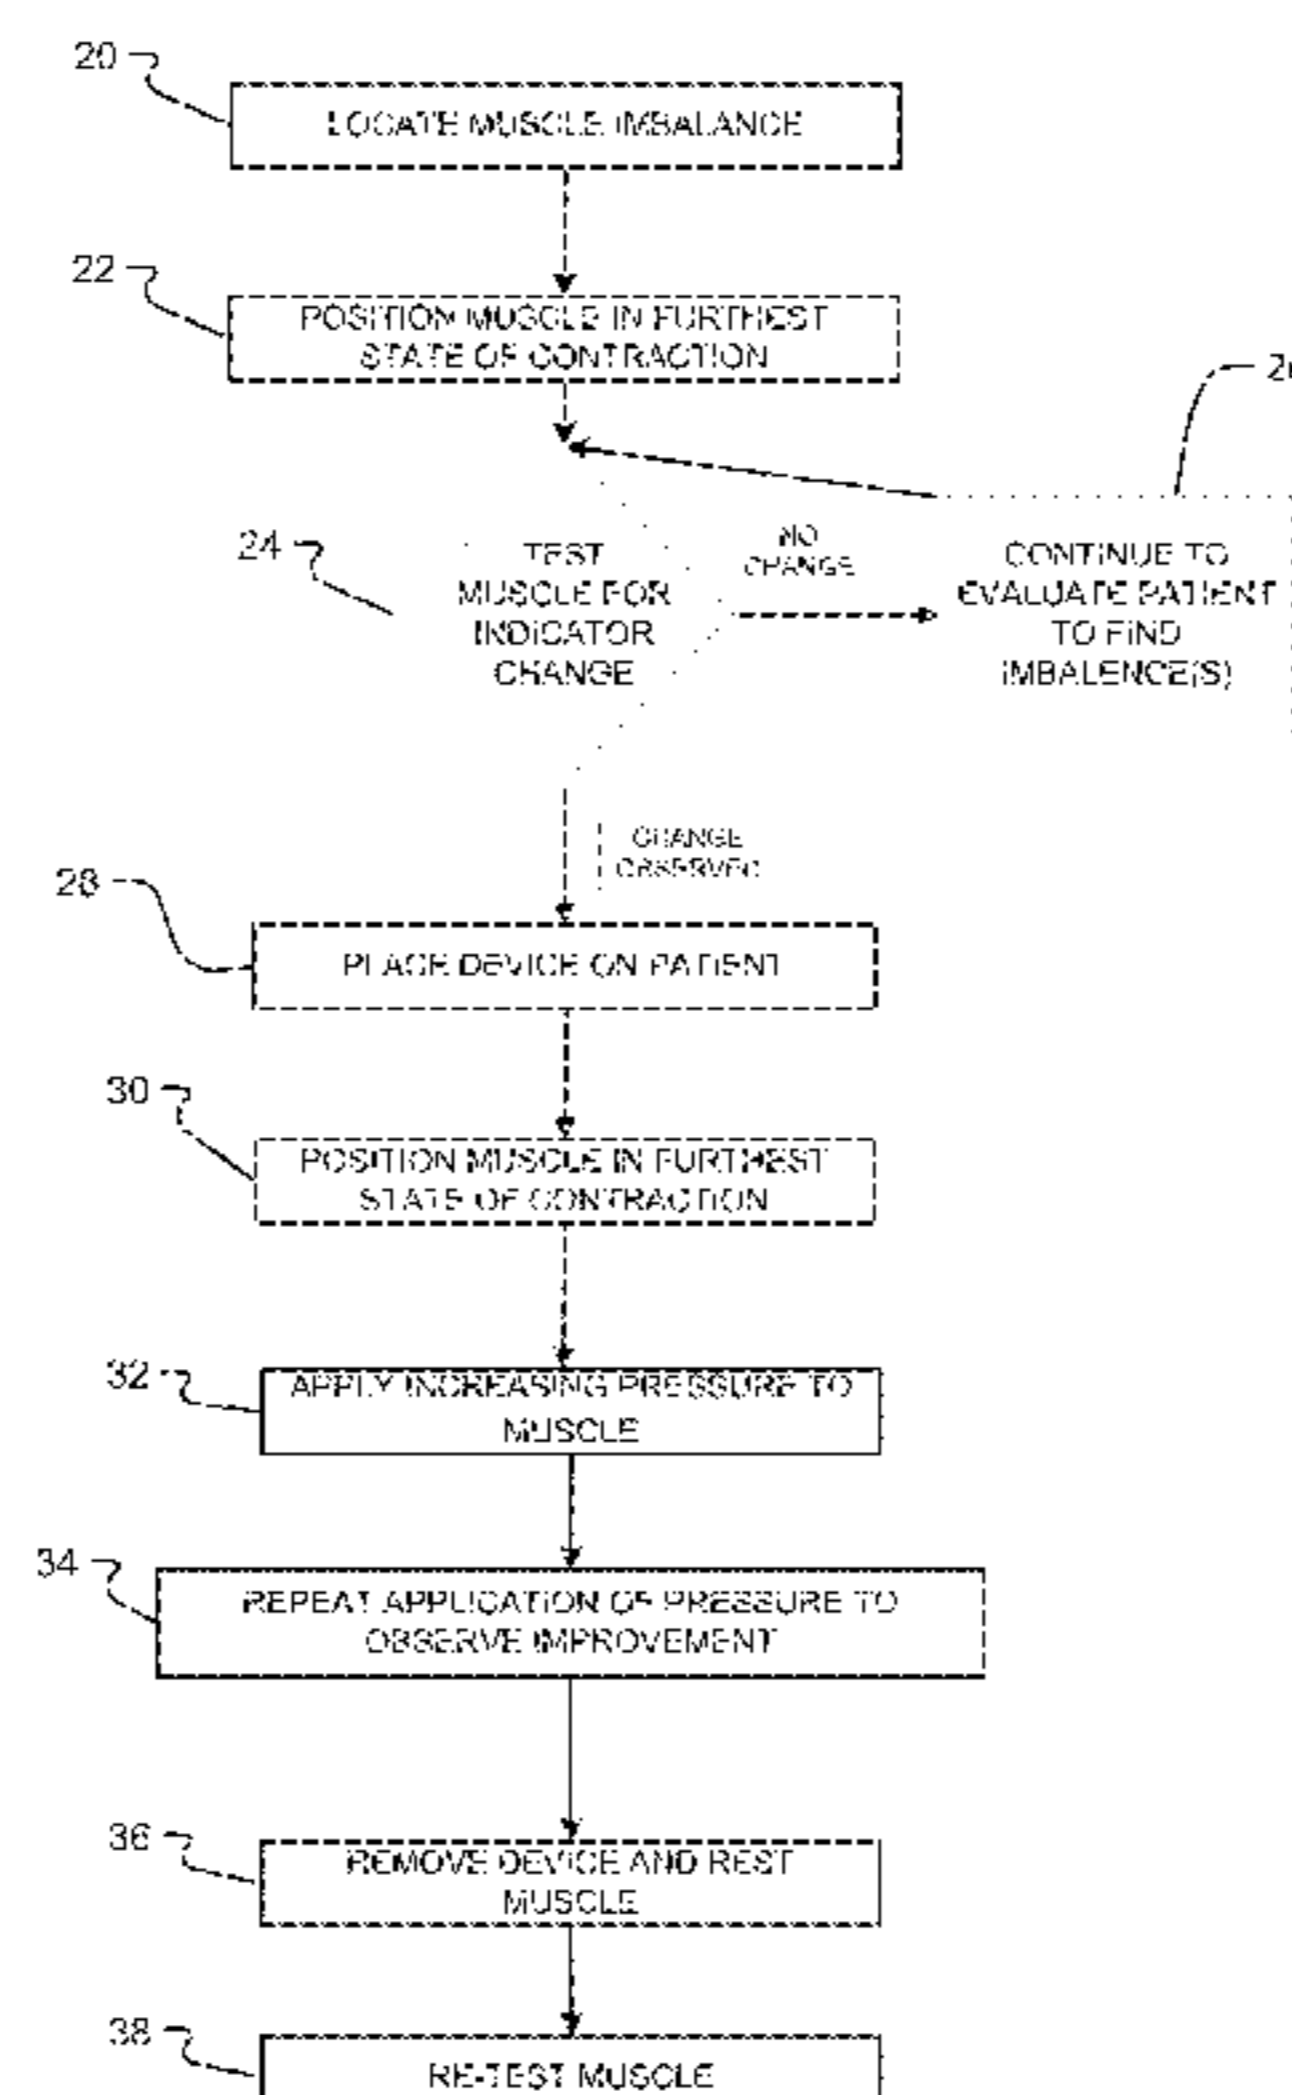 20
LOCATE MUSCLE IMBALANCE
22
POSITION MUSCLE IN FURTHEST
STATE OF CONTRACTION
24
TEST
MUSCLE FOR
INDICATOR
CHANGE
NO
CHANGE
CONTINUE TO
EVALUATE PATIENT
TO FIND
IMBALENCE(S)
CHANGE
OBSERVED
28
PLACE DEVICE ON PATIENT
30
POSITION MUSCLE IN FURTHEST
STATE OF CONTRACTION
32
APPLY INCREASING PRESSURE TO
MUSCLE
34
REPEAT APPLICATION OF PRESSURE TO
OBSERVE IMPROVEMENT
36
REMOVE DEVICE AND REST
MUSCLE
38
RE-TEST MUSCLE